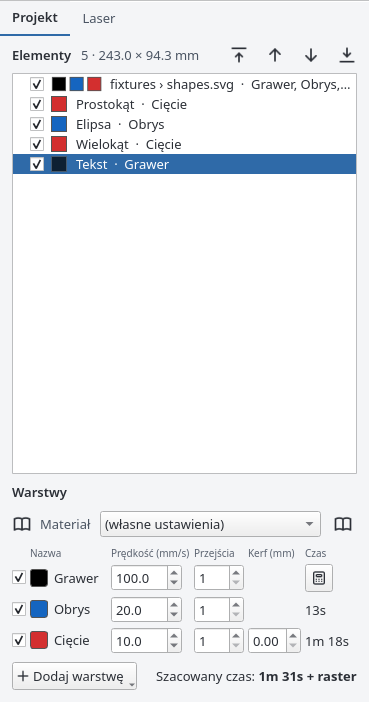 Projekt Laser
Elementy 5 · 243.0 × 94.3 mm
fixtures › shapes.svg · Grawer, Obrys,...
Prostokąt · Cięcie
Elipsa · Obrys
Wielokąt · Cięcie
Tekst · Grawer
Warstwy
Materiał (własne ustawienia)
Nazwa Prędkość (mm/s) Przejścia Kerf (mm) Czas
Grawer 100.0 1
Obrys 20.0 1 13s
Cięcie 10.0 1 0.00 1m 18s
+ Dodaj warstwę Szacowany czas: 1m 31s + raster